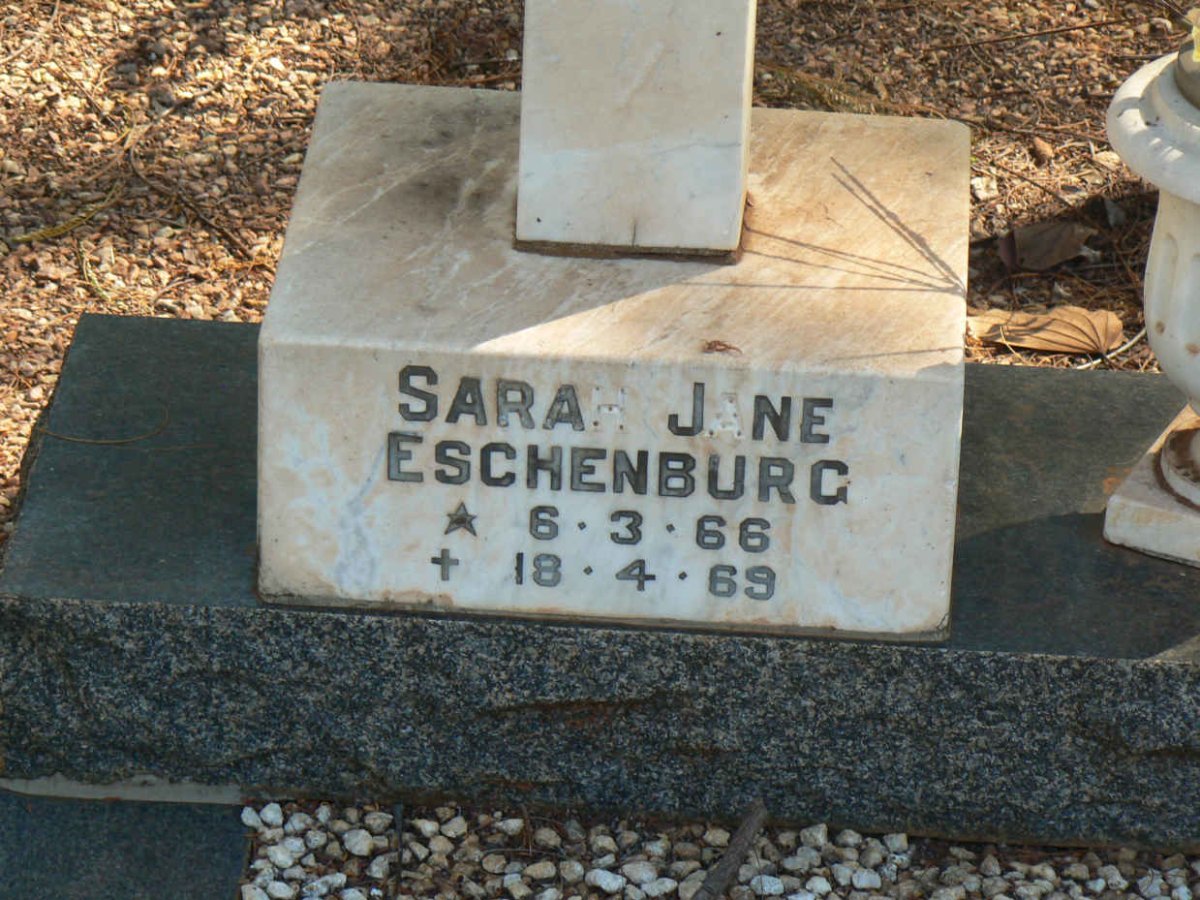 SARAH JANE
ESCHENBURG
★ 6·3·66
✝ 18·4·69